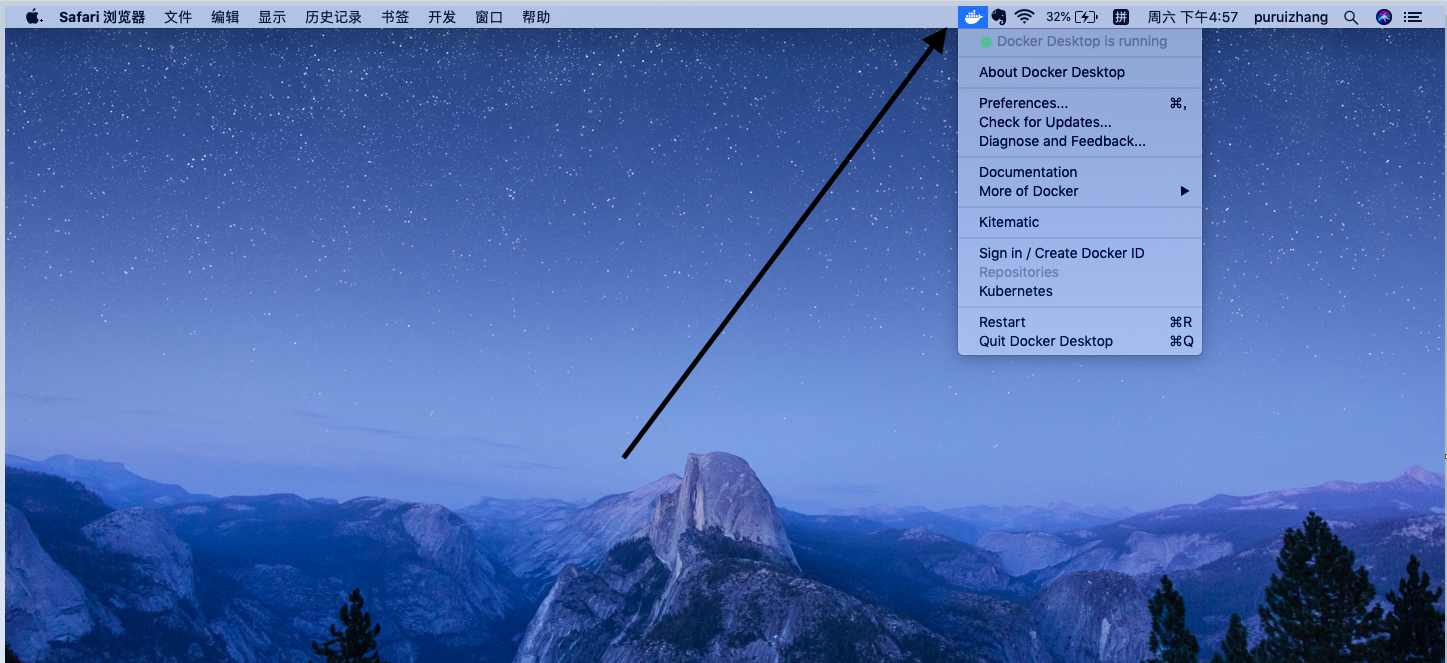 Safari 浏览器 文件 编辑 显示 历史记录 书签 开发 窗口 帮助 32% 拼 周六 下午4:57 puruizhang
Docker Desktop is running
About Docker Desktop
Preferences... ⌘,
Check for Updates...
Diagnose and Feedback...
Documentation
More of Docker
Kitematic
Sign in / Create Docker ID
Repositories
Kubernetes
Restart ⌘R
Quit Docker Desktop ⌘Q